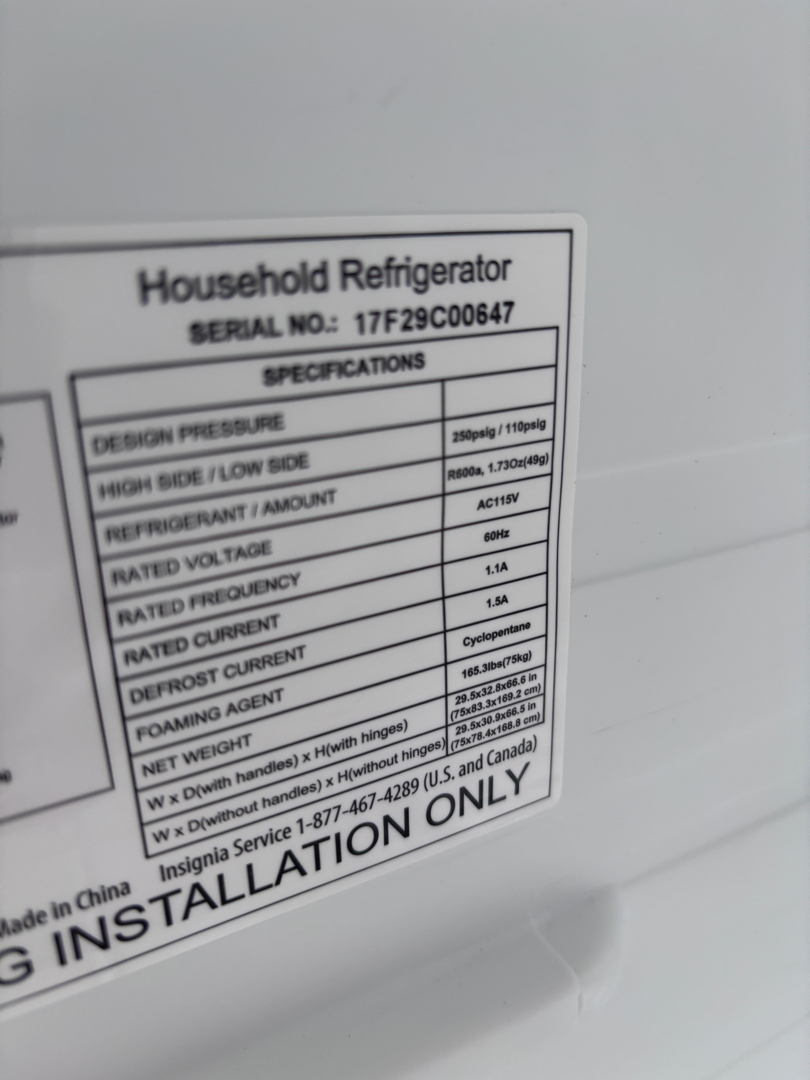 Household Refrigerator
SERIAL NO.: 17F29C00647
SPECIFICATIONS
DESIGN PRESSURE
HIGH SIDE / LOW SIDE 250psig / 110psig
REFRIGERANT / AMOUNT R600a, 1.73Oz(49g)
RATED VOLTAGE AC115V
RATED FREQUENCY 60Hz
RATED CURRENT 1.1A
DEFROST CURRENT 1.5A
FOAMING AGENT Cyclopentane
NET WEIGHT 165.3lbs(75kg)
W x D(with handles) x H(with hinges) 29.5x32.8x66.6 in
(75x83.3x169.2 cm)
W x D(without handles) x H(without hinges) 29.5x30.9x66.5 in
(75x78.4x168.8 cm)
Made in China Insignia Service 1-877-467-4289 (U.S. and Canada)
G INSTALLATION ONLY